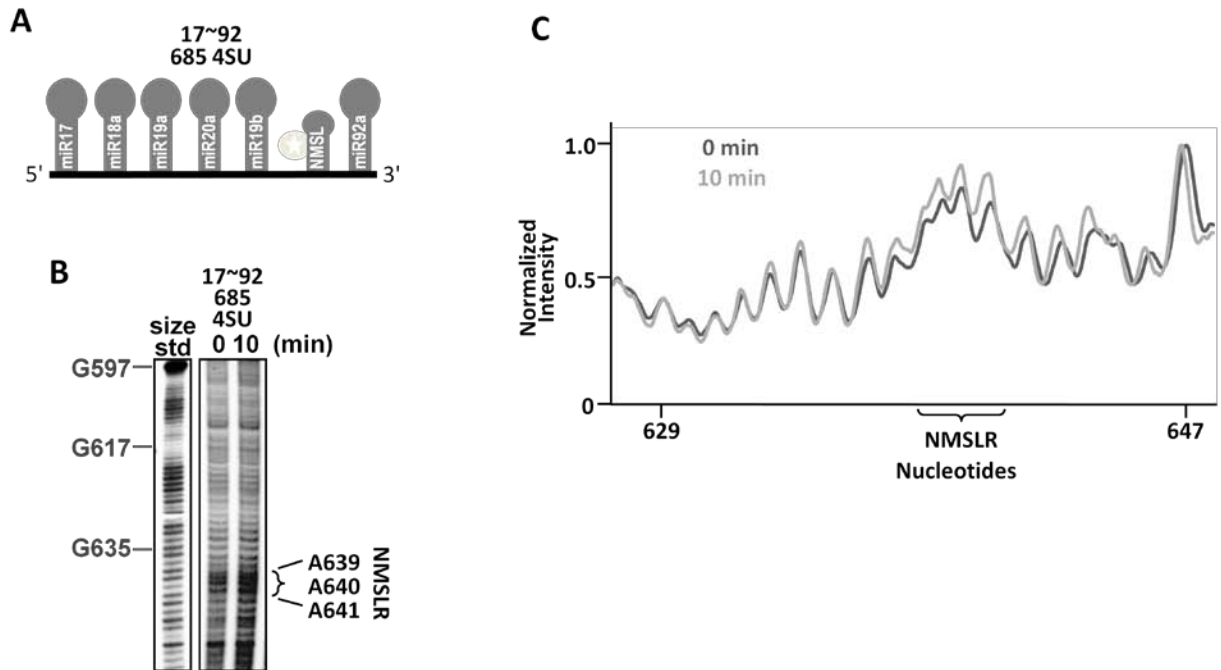 A
17~92
685 4SU
miR17
miR18a
miR19a
miR20a
miR19b
NMSL
miR92a
5'
3'
B
17~92
685
4SU
size
std
0 10 (min)
G597
G617
G635
A639
A640
A641
NMSLR
C
0 min
10 min
Normalized
Intensity
1.0
0.5
0
629
647
NMSLR
Nucleotides